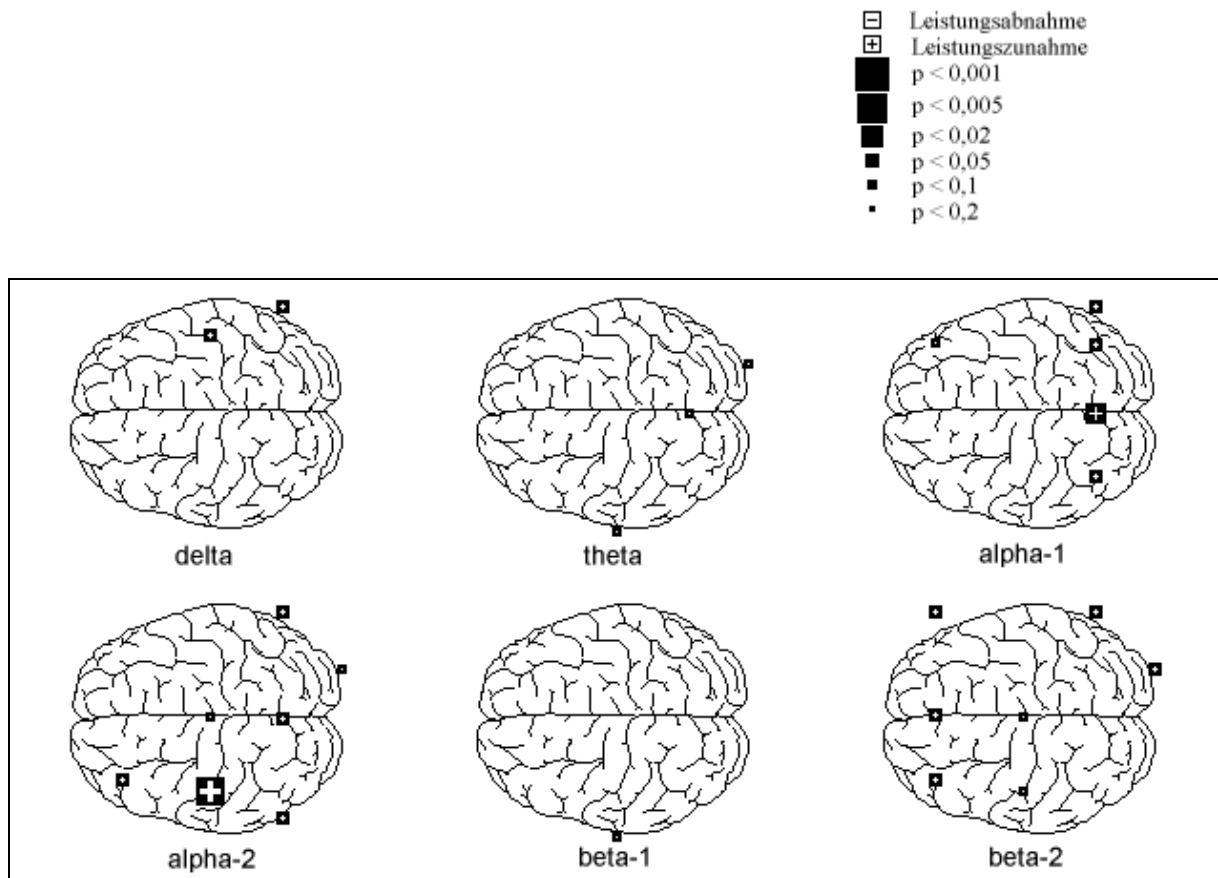 Leistungsabnahme
Leistungszunahme
p < 0,001
p < 0,005
p < 0,02
p < 0,05
p < 0,1
p < 0,2
delta theta alpha-1
alpha-2 beta-1 beta-2